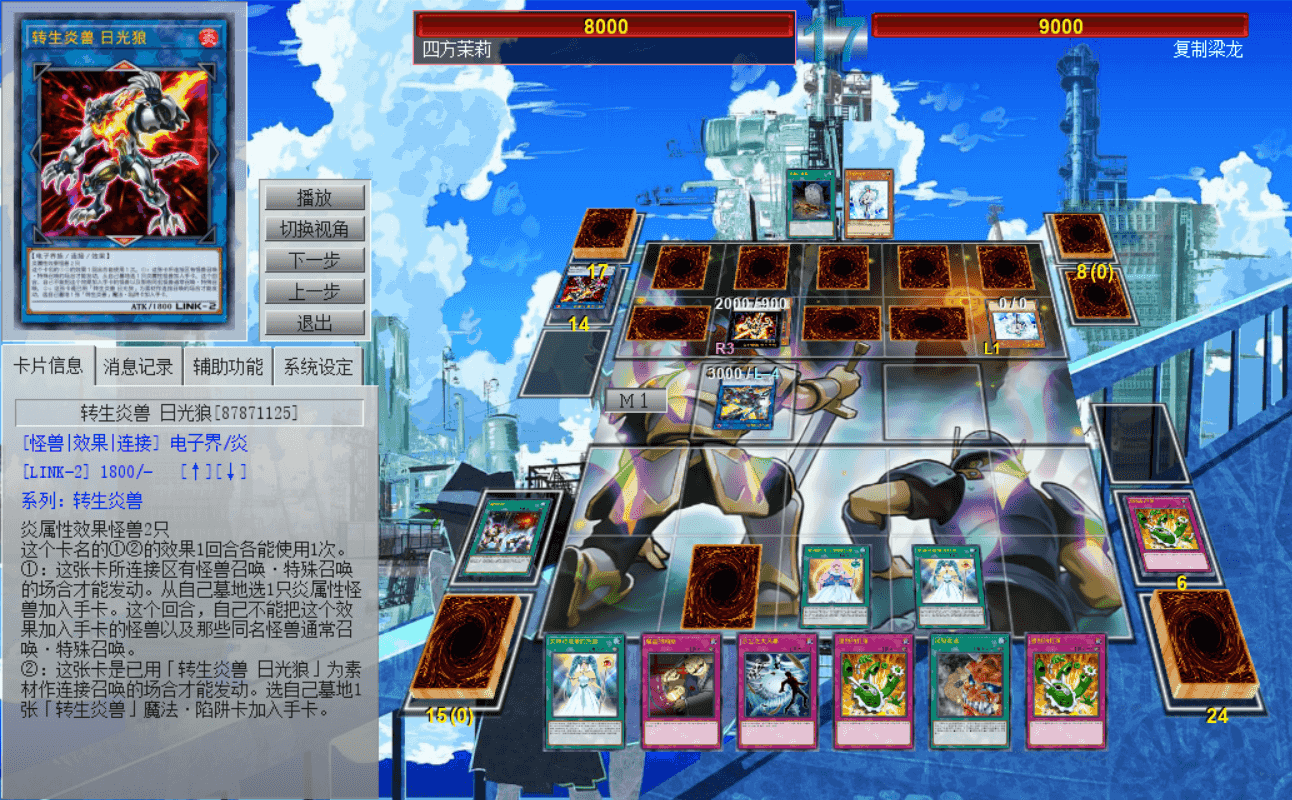 转生炎兽 日光狼
炎
ATK/1800 LINK-2
播放
切换视角
下一步
上一步
退出
卡片信息
消息记录
辅助功能
系统设定
转生炎兽 日光狼[87871125]
[怪兽|效果|连接] 电子界/炎
[LINK-2] 1800/- [↑][↓]
系列: 转生炎兽
炎属性效果怪兽2只
这个卡名的①②的效果1回合各能使用1次。
①：这张卡所连接区有怪兽召唤·特殊召唤
的场合才能发动。从自己墓地选1只炎属性怪
兽加入手卡。这个回合，自己不能把这个效
果加入手卡的怪兽以及那些同名怪兽通常召
唤·特殊召唤。
②：这张卡是已用「转生炎兽 日光狼」为素
材作连接召唤的场合才能发动。选自己墓地1
张「转生炎兽」魔法·陷阱卡加入手卡。
8000
四方茉莉
17
9000
复制梁龙
17
14
8(0)
2000/900
R3
0/0
L1
3000/L-4
M1
6
15(0)
24